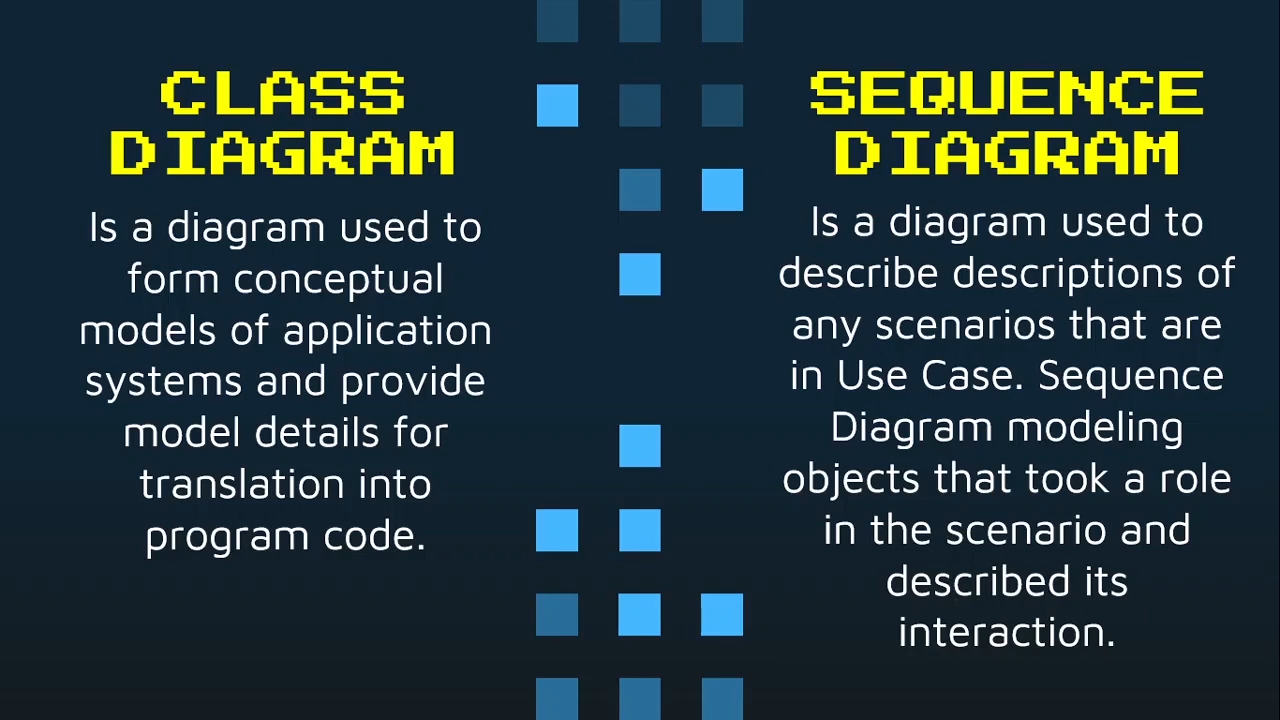 CLASS
DIAGRAM
Is a diagram used to
form conceptual
models of application
systems and provide
model details for
translation into
program code.
SEQUENCE
DIAGRAM
Is a diagram used to
describe descriptions of
any scenarios that are
in Use Case. Sequence
Diagram modeling
objects that took a role
in the scenario and
described its
interaction.